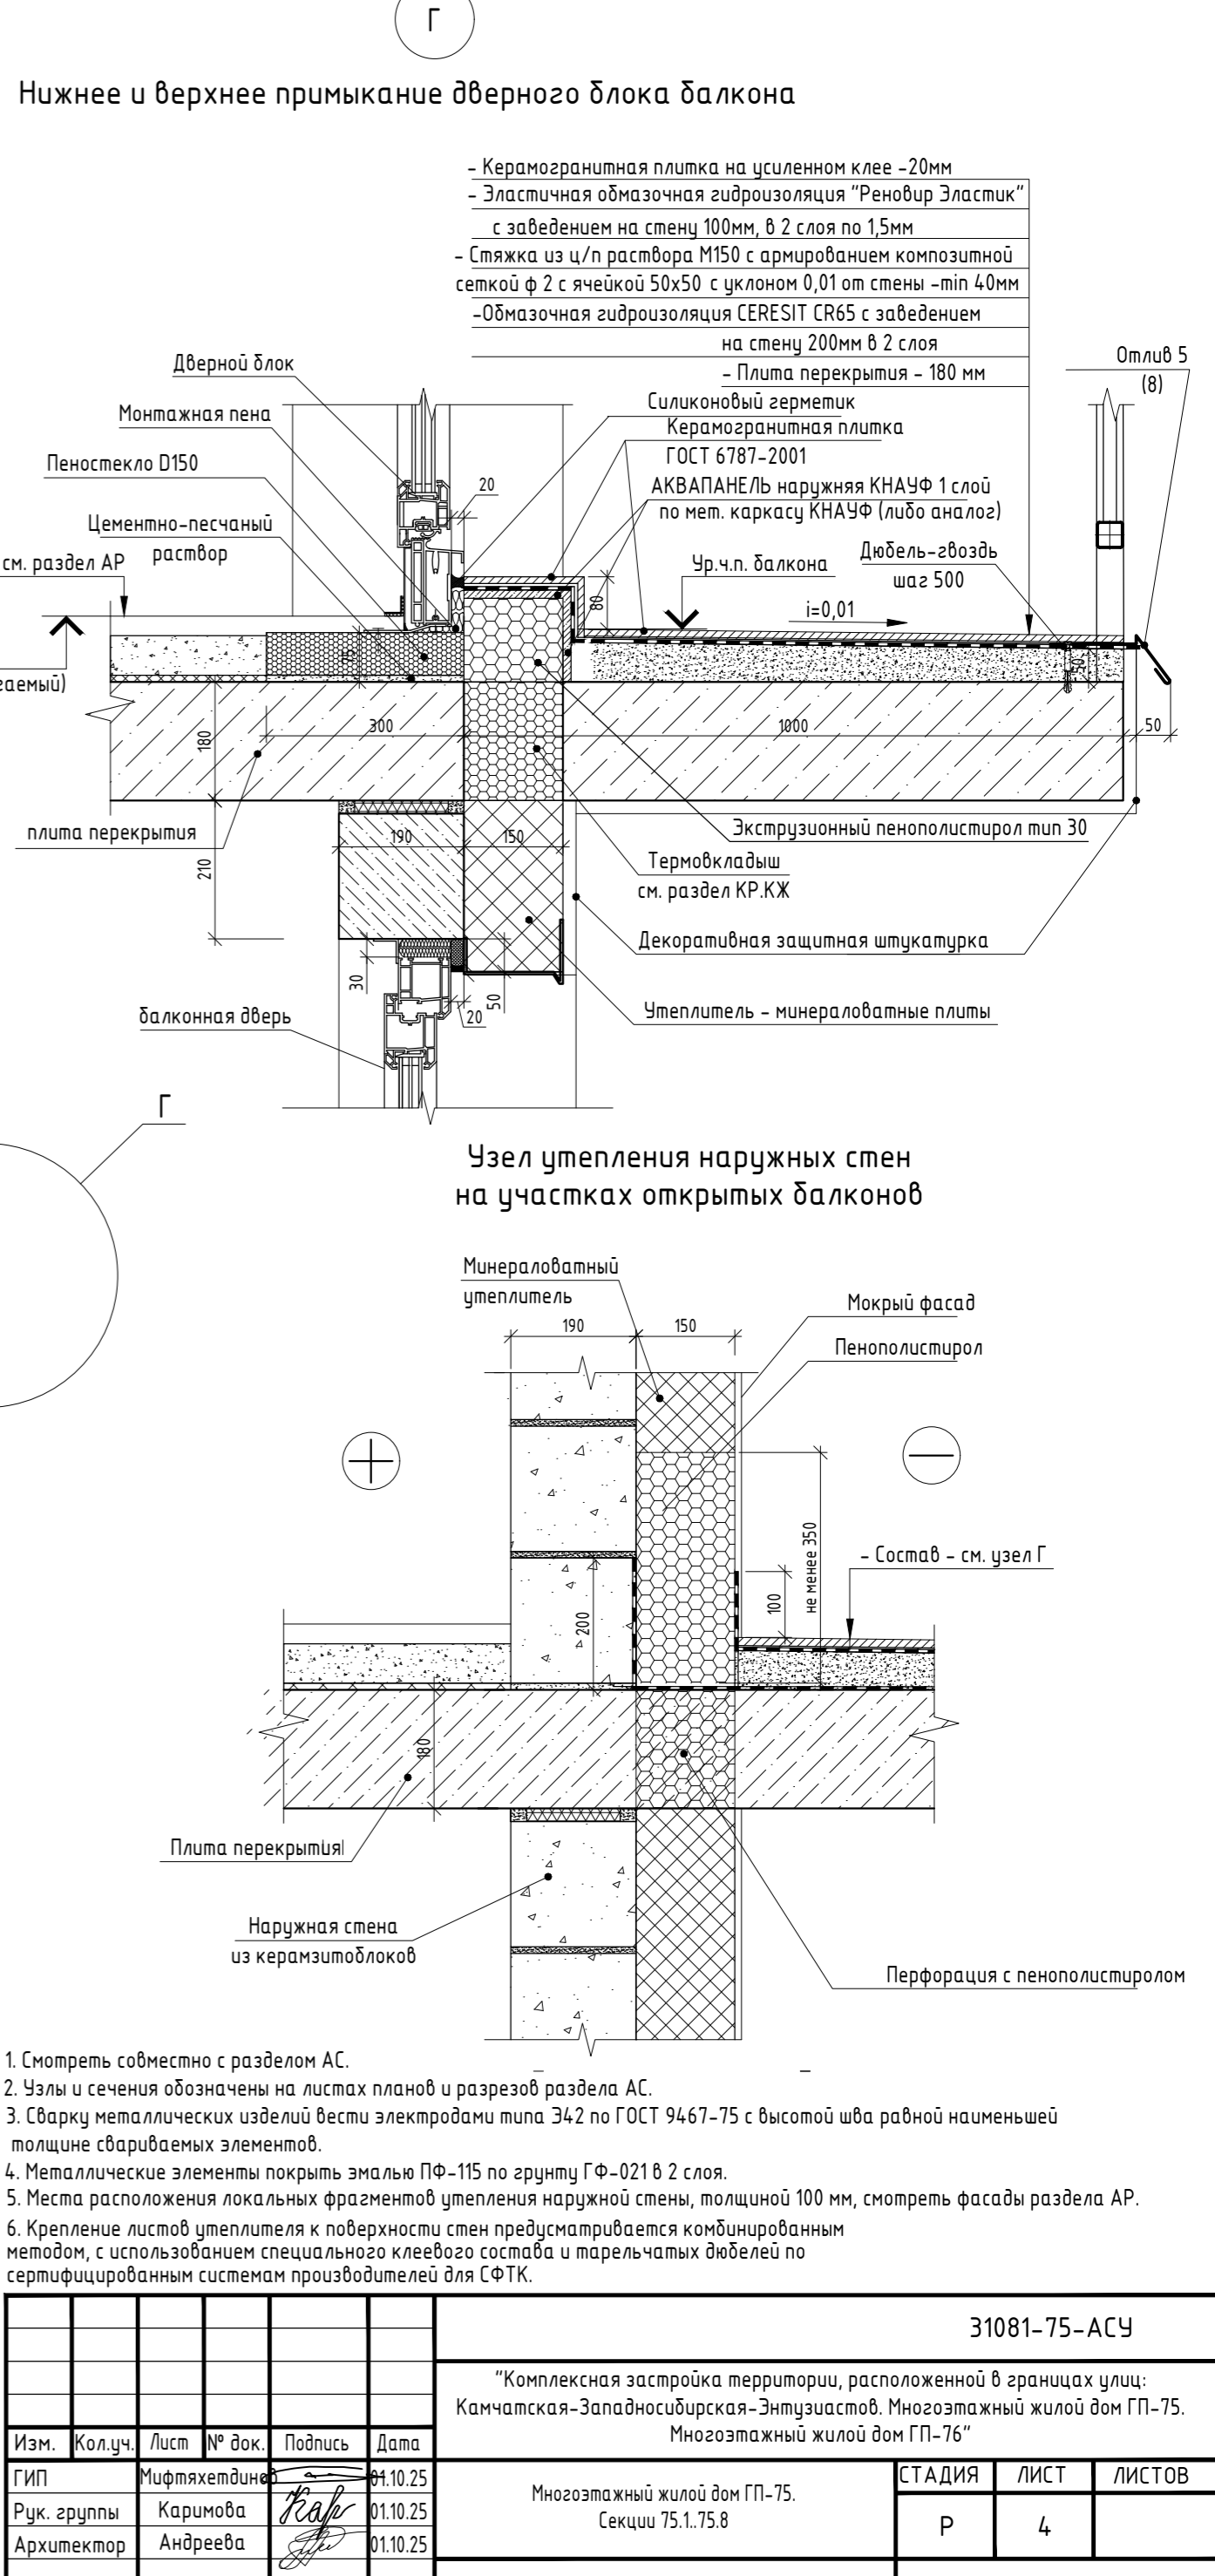 Г
Нижнее и верхнее примыкание дверного блока балкона
- Керамогранитная плитка на усиленном клее -20мм
- Эластичная обмазочная гидроизоляция "Реновир Эластик"
с заведением на стену 100мм, в 2 слоя по 1,5мм
- Стяжка из ц/п раствора М150 с армированием композитной
сеткой ф 2 с ячейкой 50х50 с уклоном 0,01 от стены -min 40мм
-Обмазочная гидроизоляция CERESIT CR65 с заведением
на стену 200мм в 2 слоя
- Плита перекрытия - 180 мм
Отлив 5
(8)
Дверной блок
Монтажная пена
Пеностекло D150
Цементно-песчаный
раствор
см. раздел АР
гаемый)
Силиконовый герметик
Керамогранитная плитка
ГОСТ 6787-2001
АКВАПАНЕЛЬ наружняя КНАУФ 1 слой
по мет. каркасу КНАУФ (либо аналог)
Ур.ч.п. балкона
Дюбель-гвоздь
шаг 500
i=0,01
20
80
75
50
300
1000
50
180
210
190
150
30
50
20
плита перекрытия
Экструзионный пенополистирол тип 30
Термовкладыш
см. раздел КР.КЖ
Декоративная защитная штукатурка
Утеплитель - минераловатные плиты
балконная дверь
Г
Узел утепления наружных стен
на участках открытых балконов
Минераловатный
утеплитель
190
150
Мокрый фасад
Пенополистирол
не менее 350
100
200
180
- Состав - см. узел Г
Плита перекрытия
Наружная стена
из керамзитоблоков
Перфорация с пенополистиролом
1. Смотреть совместно с разделом АС.
2. Узлы и сечения обозначены на листах планов и разрезов раздела АС.
3. Сварку металлических изделий вести электродами типа Э42 по ГОСТ 9467-75 с высотой шва равной наименьшей
толщине свариваемых элементов.
4. Металлические элементы покрыть эмалью ПФ-115 по грунту ГФ-021 в 2 слоя.
5. Места расположения локальных фрагментов утепления наружной стены, толщиной 100 мм, смотреть фасады раздела АР.
6. Крепление листов утеплителя к поверхности стен предусматривается комбинированным
методом, с использованием специального клеевого состава и тарельчатых дюбелей по
сертифицированным системам производителей для СФТК.
31081-75-АСУ
"Комплексная застройка территории, расположенной в границах улиц:
Камчатская-Западносибирская-Энтузиастов. Многоэтажный жилой дом ГП-75.
Многоэтажный жилой дом ГП-76"
Изм. Кол.уч. Лист № док. Подпись Дата
ГИП Мифтяхетдинов 01.10.25
Рук. группы Каримова 01.10.25
Архитектор Андреева 01.10.25
Многоэтажный жилой дом ГП-75.
Секции 75.1..75.8
СТАДИЯ ЛИСТ ЛИСТОВ
Р 4